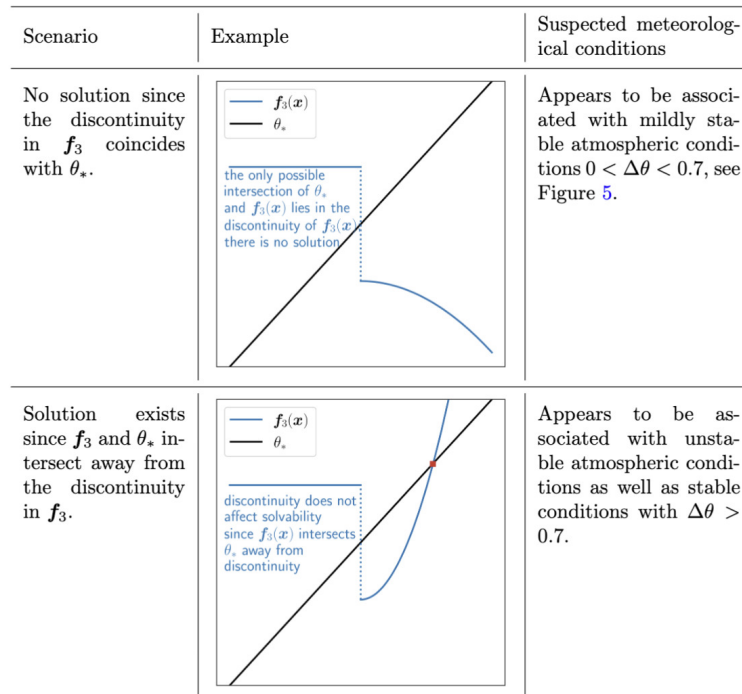 Scenario
Example
Suspected meteorolog-
ical conditions
No solution since
the discontinuity
in f₃ coincides
with θ*.
f₃(x)
θ*
the only possible
intersection of θ*
and f₃(x) lies in the
discontinuity of f₃(x)
there is no solution
Appears to be associ-
ated with mildly sta-
ble atmospheric condi-
tions 0 < Δθ < 0.7, see
Figure 5.
Solution exists
since f₃ and θ* in-
tersect away from
the discontinuity
in f₃.
f₃(x)
θ*
discontinuity does not
affect solvability
since f₃(x) intersects
θ* away from
discontinuity
Appears to be as-
sociated with unsta-
ble atmospheric condi-
tions as well as stable
conditions with Δθ >
0.7.